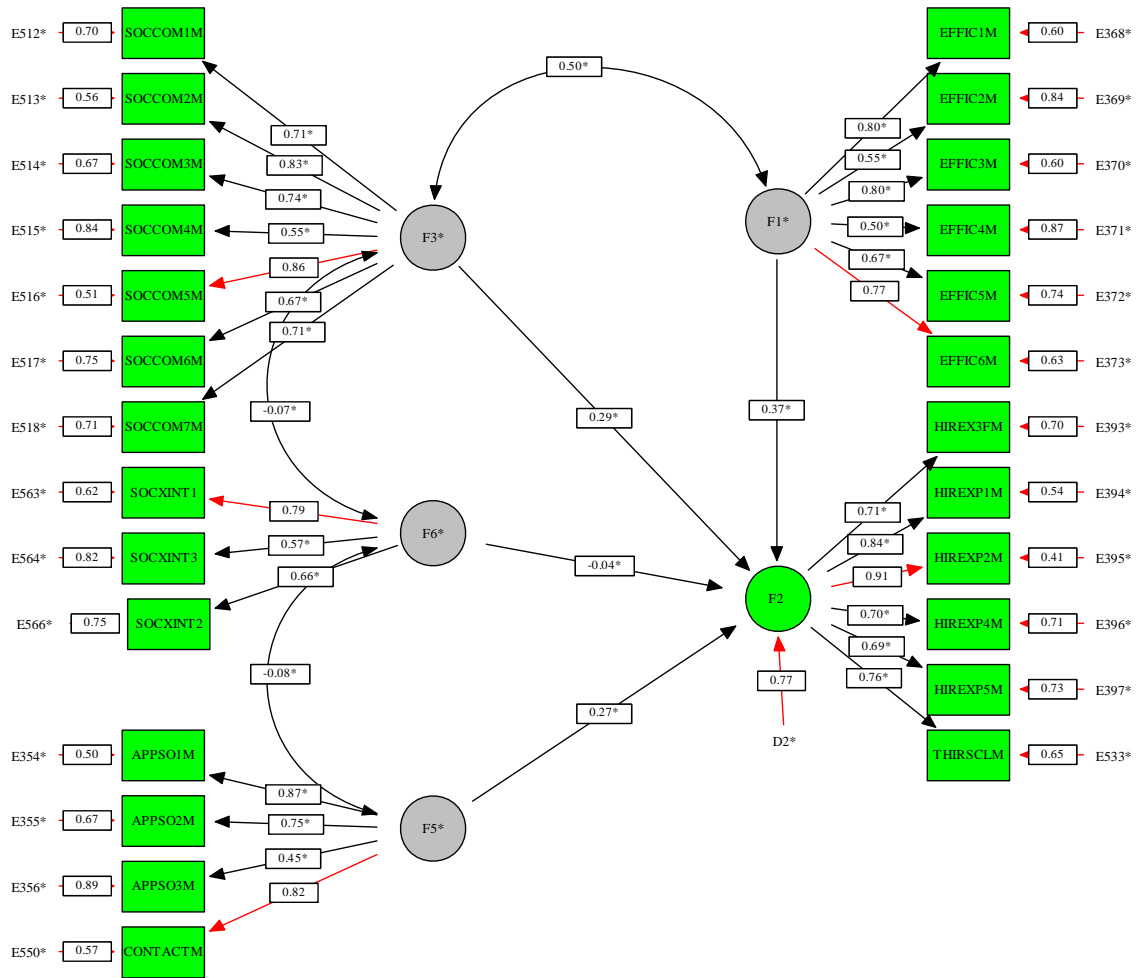 E512* 0.70 SOCCOM1M
E513* 0.56 SOCCOM2M
E514* 0.67 SOCCOM3M
E515* 0.84 SOCCOM4M
E516* 0.51 SOCCOM5M
E517* 0.75 SOCCOM6M
E518* 0.71 SOCCOM7M
E563* 0.62 SOCXINT1
E564* 0.82 SOCXINT3
E566* 0.75 SOCXINT2
E354* 0.50 APPSO1M
E355* 0.67 APPSO2M
E356* 0.89 APPSO3M
E550* 0.57 CONTACTM
0.71*
0.83*
0.74*
0.55*
0.86
0.67*
0.71*
-0.07*
0.79
0.57*
0.66*
-0.08*
0.87*
0.75*
0.45*
0.82
F3*
F6*
F5*
0.50*
0.29*
-0.04*
0.27*
F1*
0.37*
F2
0.77
D2*
0.80*
0.55*
0.80*
0.50*
0.67*
0.77
0.71*
0.84*
0.91
0.70*
0.69*
0.76*
EFFIC1M 0.60 E368*
EFFIC2M 0.84 E369*
EFFIC3M 0.60 E370*
EFFIC4M 0.87 E371*
EFFIC5M 0.74 E372*
EFFIC6M 0.63 E373*
HIREX3FM 0.70 E393*
HIREXP1M 0.54 E394*
HIREXP2M 0.41 E395*
HIREXP4M 0.71 E396*
HIREXP5M 0.73 E397*
THIRSCLM 0.65 E533*